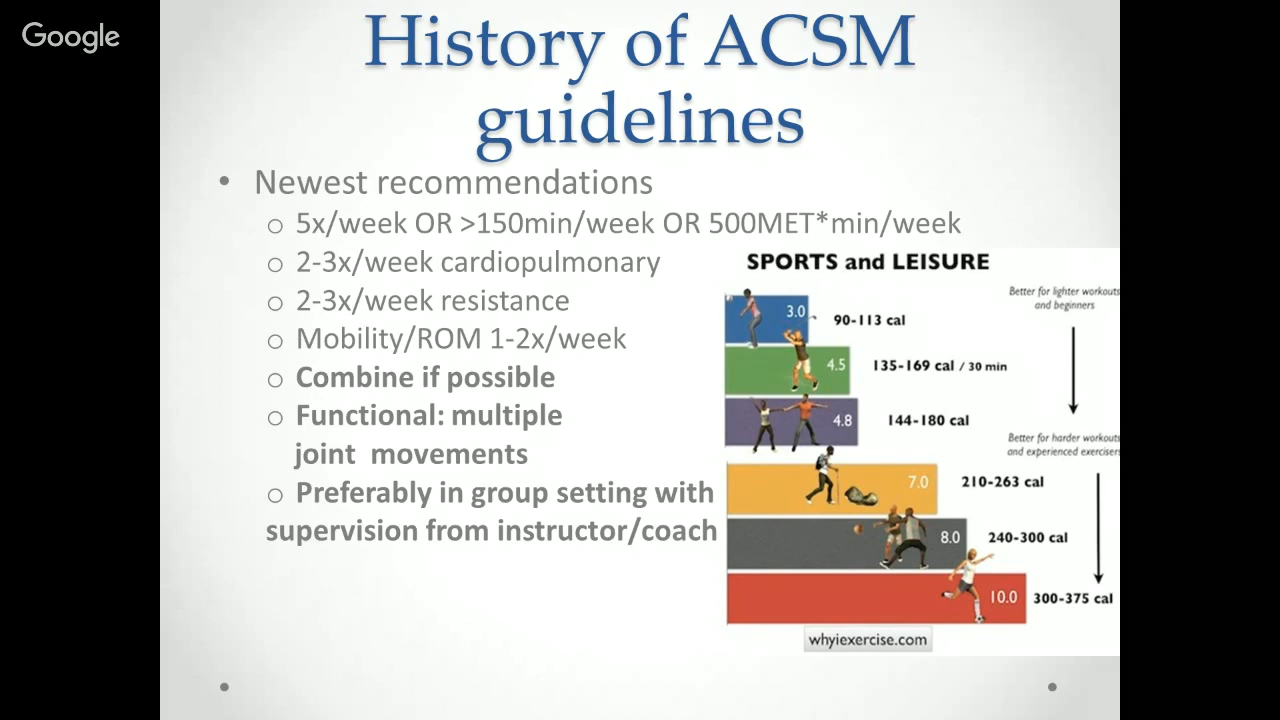 Google
History of ACSM
guidelines
• Newest recommendations
o 5x/week OR >150min/week OR 500MET*min/week
o 2-3x/week cardiopulmonary
o 2-3x/week resistance
o Mobility/ROM 1-2x/week
o Combine if possible
o Functional: multiple
joint movements
o Preferably in group setting with
supervision from instructor/coach
SPORTS and LEISURE
Better for lighter workouts
and beginners
3.0 90-113 cal
4.5 135-169 cal / 30 min
4.8 144-180 cal
Better for harder workouts
and experienced exercisers
7.0 210-263 cal
8.0 240-300 cal
10.0 300-375 cal
whyiexercise.com